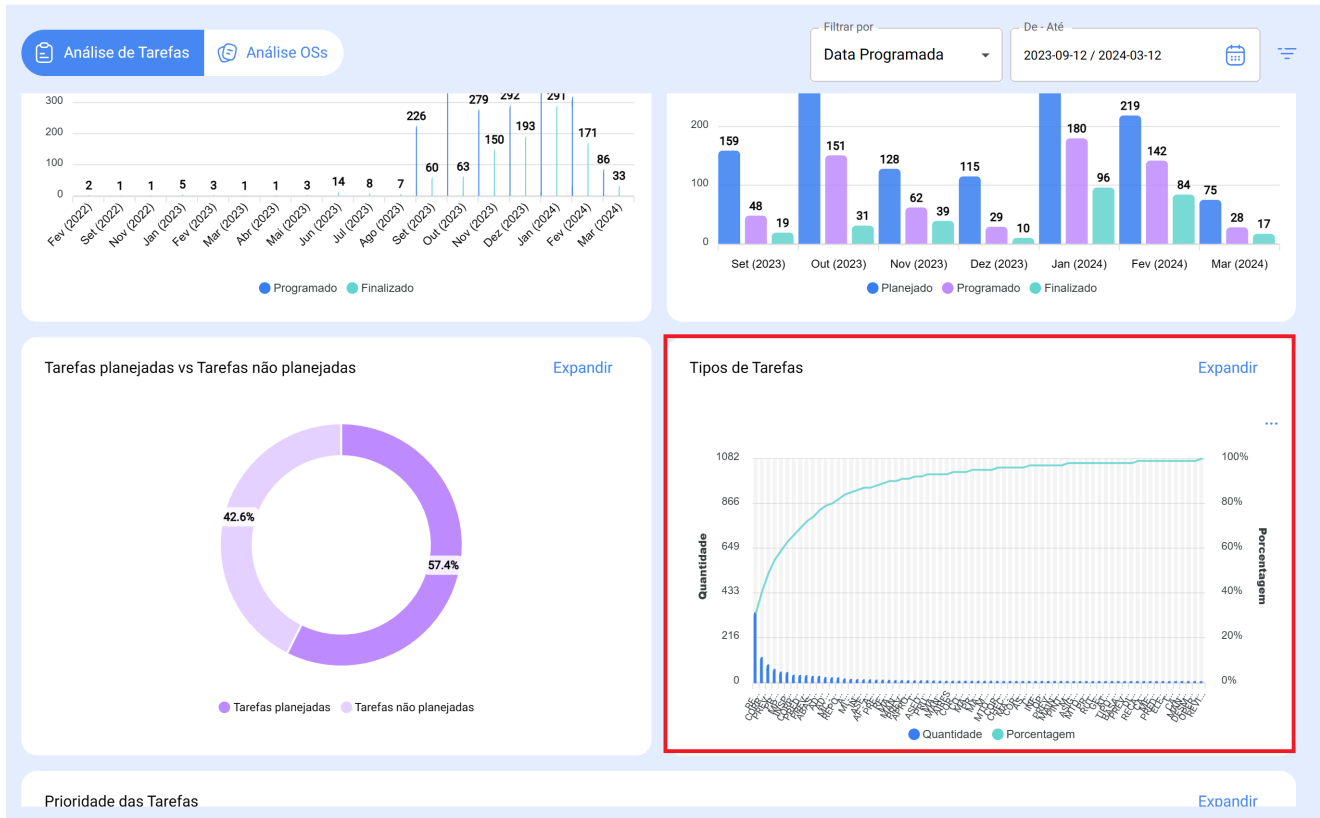 Análise de Tarefas
Análise OSs
Filtrar por
Data Programada
De - Até
2023-09-12 / 2024-03-12
300
200
100
0
2 1 1 5 3 1 1 3 14 8 7 226 60 63 279 150 292 193 291 171 86 33
Fev (2022) Set (2022) Nov (2022) Jan (2023) Fev (2023) Mar (2023) Abr (2023) Mai (2023) Jun (2023) Jul (2023) Ago (2023) Set (2023) Out (2023) Nov (2023) Dez (2023) Jan (2024) Fev (2024) Mar (2024)
Programado Finalizado
200
100
0
159 48 19 151 31 128 62 39 115 29 10 180 96 219 142 84 75 28 17
Set (2023) Out (2023) Nov (2023) Dez (2023) Jan (2024) Fev (2024) Mar (2024)
Planejado Programado Finalizado
Tarefas planejadas vs Tarefas não planejadas
Expandir
42.6%
57.4%
Tarefas planejadas Tarefas não planejadas
Tipos de Tarefas
Expandir
...
Quantidade
1082
866
649
433
216
0
100%
80%
60%
40%
20%
0%
Porcentagem
Quantidade Porcentagem
Prioridade das Tarefas
Expandir